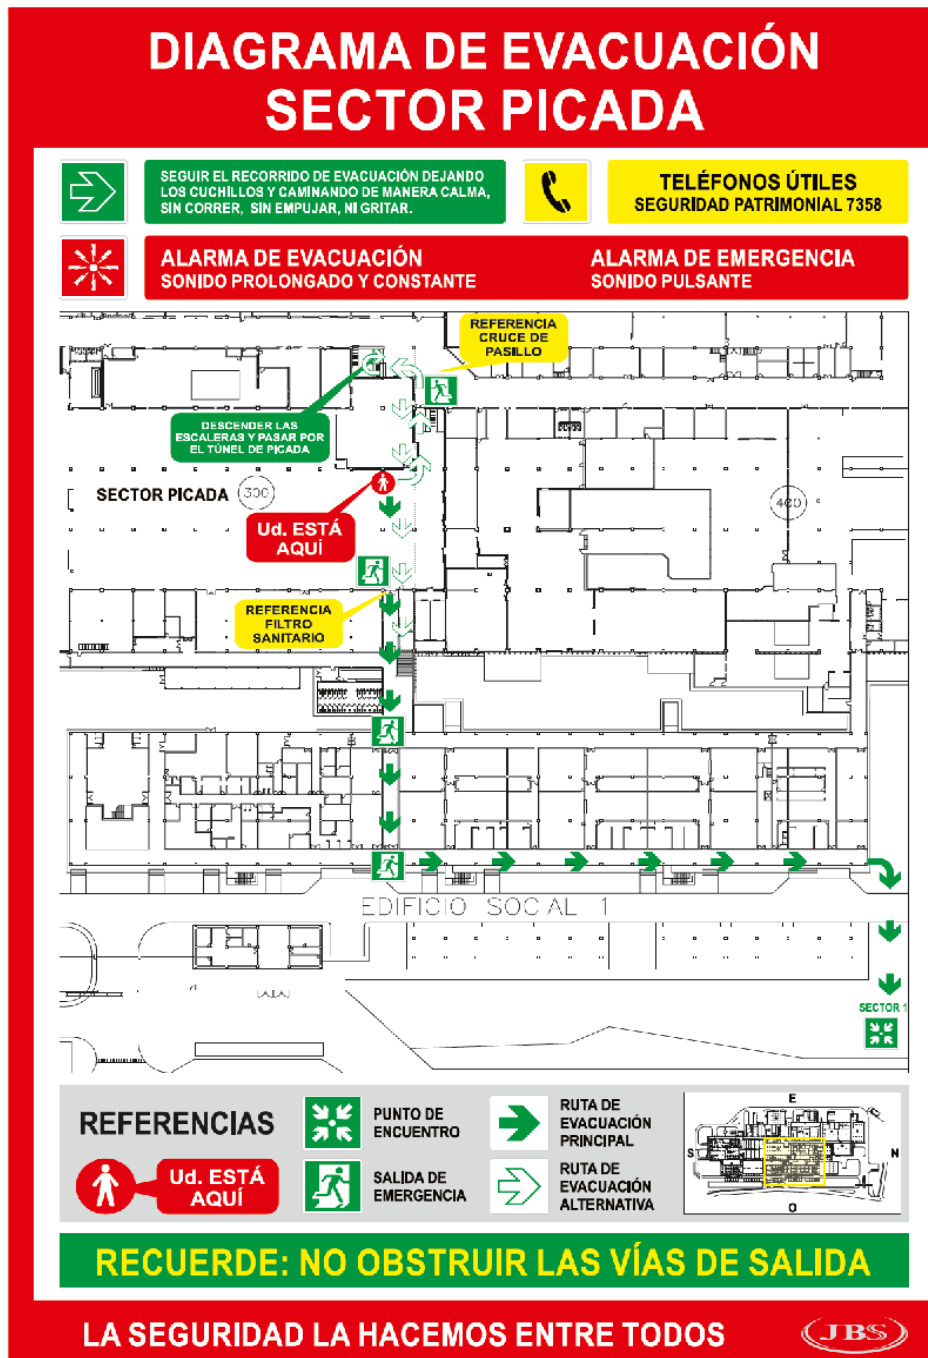 DIAGRAMA DE EVACUACIÓN
SECTOR PICADA
SEGUIR EL RECORRIDO DE EVACUACIÓN DEJANDO
LOS CUCHILLOS Y CAMINANDO DE MANERA CALMA,
SIN CORRER, SIN EMPUJAR, NI GRITAR.
TELÉFONOS ÚTILES
SEGURIDAD PATRIMONIAL 7358
ALARMA DE EVACUACIÓN
SONIDO PROLONGADO Y CONSTANTE
ALARMA DE EMERGENCIA
SONIDO PULSANTE
REFERENCIA
CRUCE DE
PASILLO
DESCENDER LAS
ESCALERAS Y PASAR POR
EL TÚNEL DE PICADA
SECTOR PICADA
300
400
Ud. ESTÁ
AQUÍ
REFERENCIA
FILTRO
SANITARIO
EDIFICIO SOCAL 1
SECTOR 1
REFERENCIAS
Ud. ESTÁ
AQUÍ
PUNTO DE
ENCUENTRO
SALIDA DE
EMERGENCIA
RUTA DE
EVACUACIÓN
PRINCIPAL
RUTA DE
EVACUACIÓN
ALTERNATIVA
E
S
N
O
RECUERDE: NO OBSTRUIR LAS VÍAS DE SALIDA
LA SEGURIDAD LA HACEMOS ENTRE TODOS
JBS